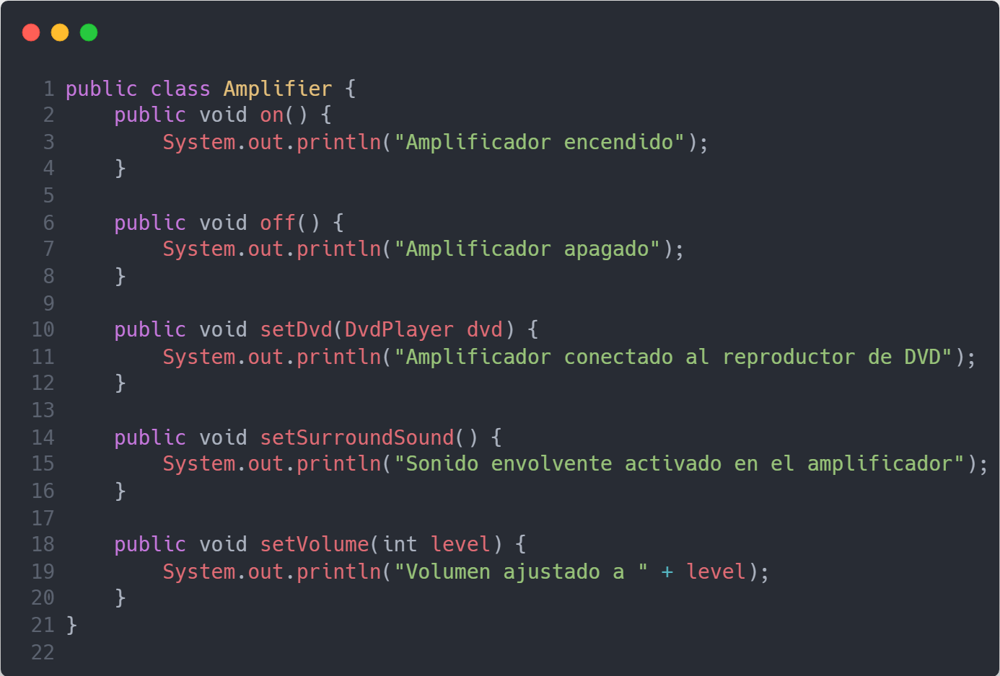 1 public class Amplifier {
2     public void on() {
3         System.out.println("Amplificador encendido");
4     }
5
6     public void off() {
7         System.out.println("Amplificador apagado");
8     }
9
10     public void setDvd(DvdPlayer dvd) {
11         System.out.println("Amplificador conectado al reproductor de DVD");
12     }
13
14     public void setSurroundSound() {
15         System.out.println("Sonido envolvente activado en el amplificador");
16     }
17
18     public void setVolume(int level) {
19         System.out.println("Volumen ajustado a " + level);
20     }
21 }
22